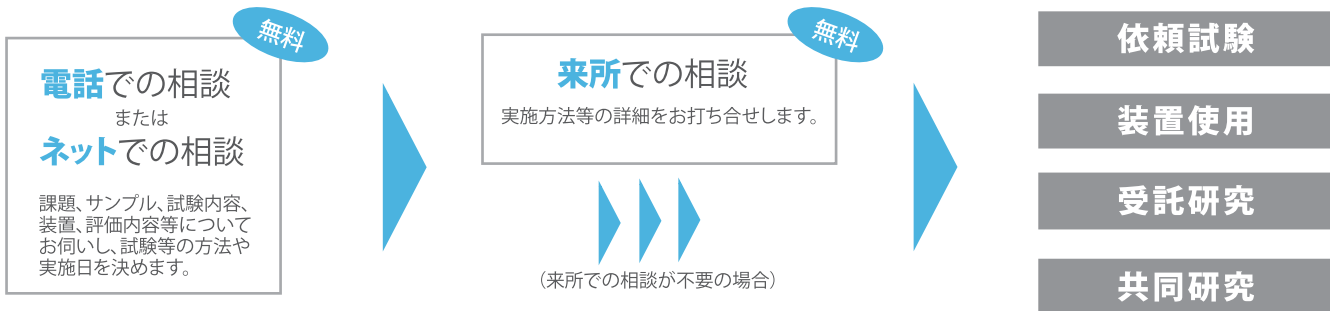 無料
電話での相談
または
ネットでの相談
課題、サンプル、試験内容、
装置、評価内容等について
お伺いし、試験等の方法や
実施日を決めます。
無料
来所での相談
実施方法等の詳細をお打ち合せします。
（来所での相談が不要の場合）
依頼試験
装置使用
受託研究
共同研究